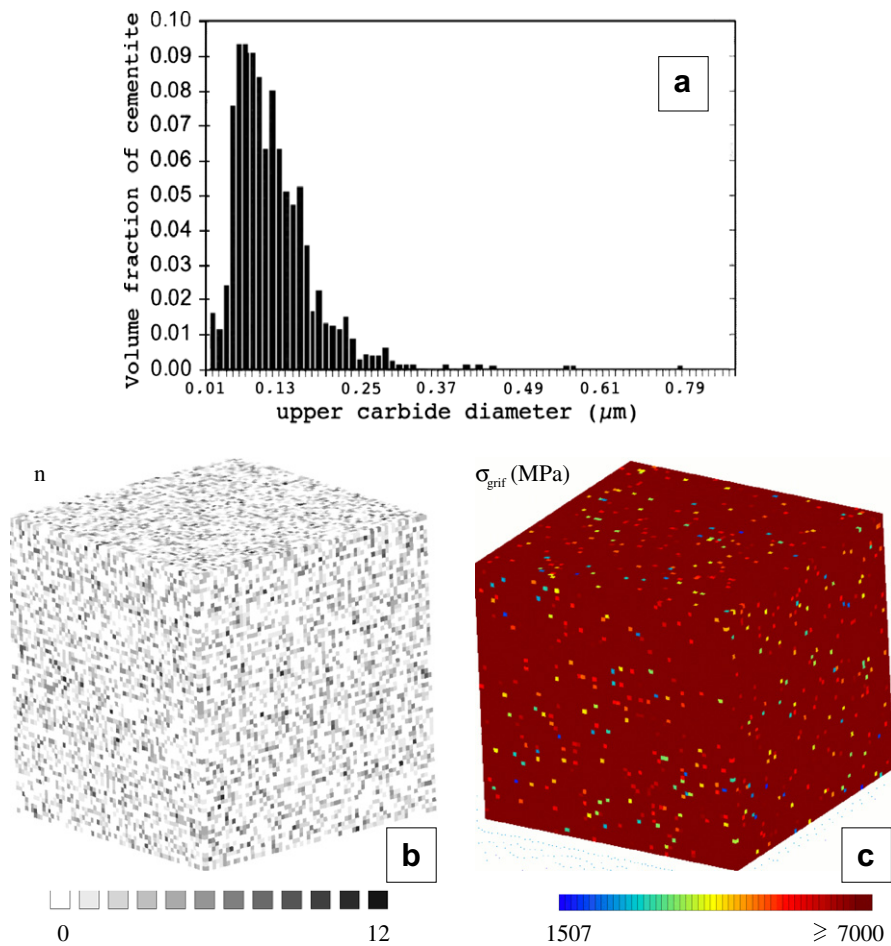 0.10
0.09
0.08
0.07
0.06
0.05
0.04
0.03
0.02
0.01
0.00
Volume fraction of cementite
a
0.01 0.13 0.25 0.37 0.49 0.61 0.79
upper carbide diameter (μm)
n
b
0 12
σgrif (MPa)
c
1507 ⩾ 7000